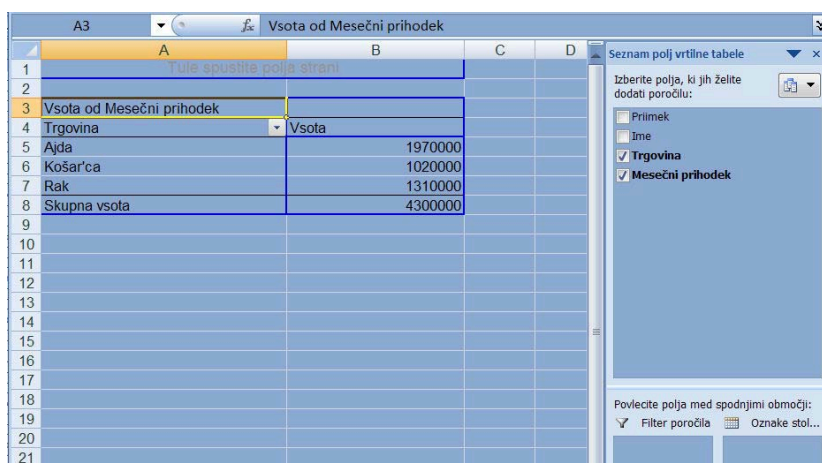 A3 fx Vsota od Mesečni prihodek
A B C D
1 Tule spustite polja strani
2
3 Vsota od Mesečni prihodek
4 Trgovina Vsota
5 Ajda 1970000
6 Košar'ca 1020000
7 Rak 1310000
8 Skupna vsota 4300000
9
10
11
12
13
14
15
16
17
18
19
20
21
Seznam polj vrtilne tabele
Izberite polja, ki jih želite
dodati poročilu:
Priimek
Ime
Trgovina
Mesečni prihodek
Povlecite polja med spodnjimi območji:
Filter poročila Oznake stol...